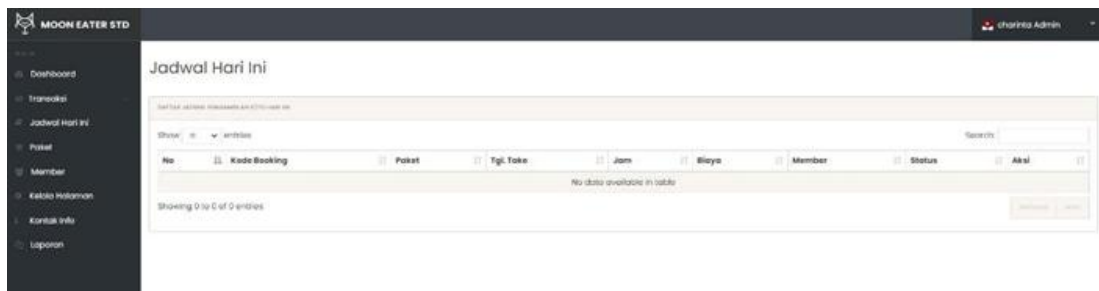 MOON EATER STD
charinta Admin
Dashboard
Transaksi
Jadwal Hari Ini
Paket
Member
Kelola Halaman
Kontak Info
Laporan
Jadwal Hari Ini
Show entries
Search:
No Kode Booking Paket Tgl. Take Jam Biaya Member Status Aksi
No data available in table
Showing 0 to 0 of 0 entries